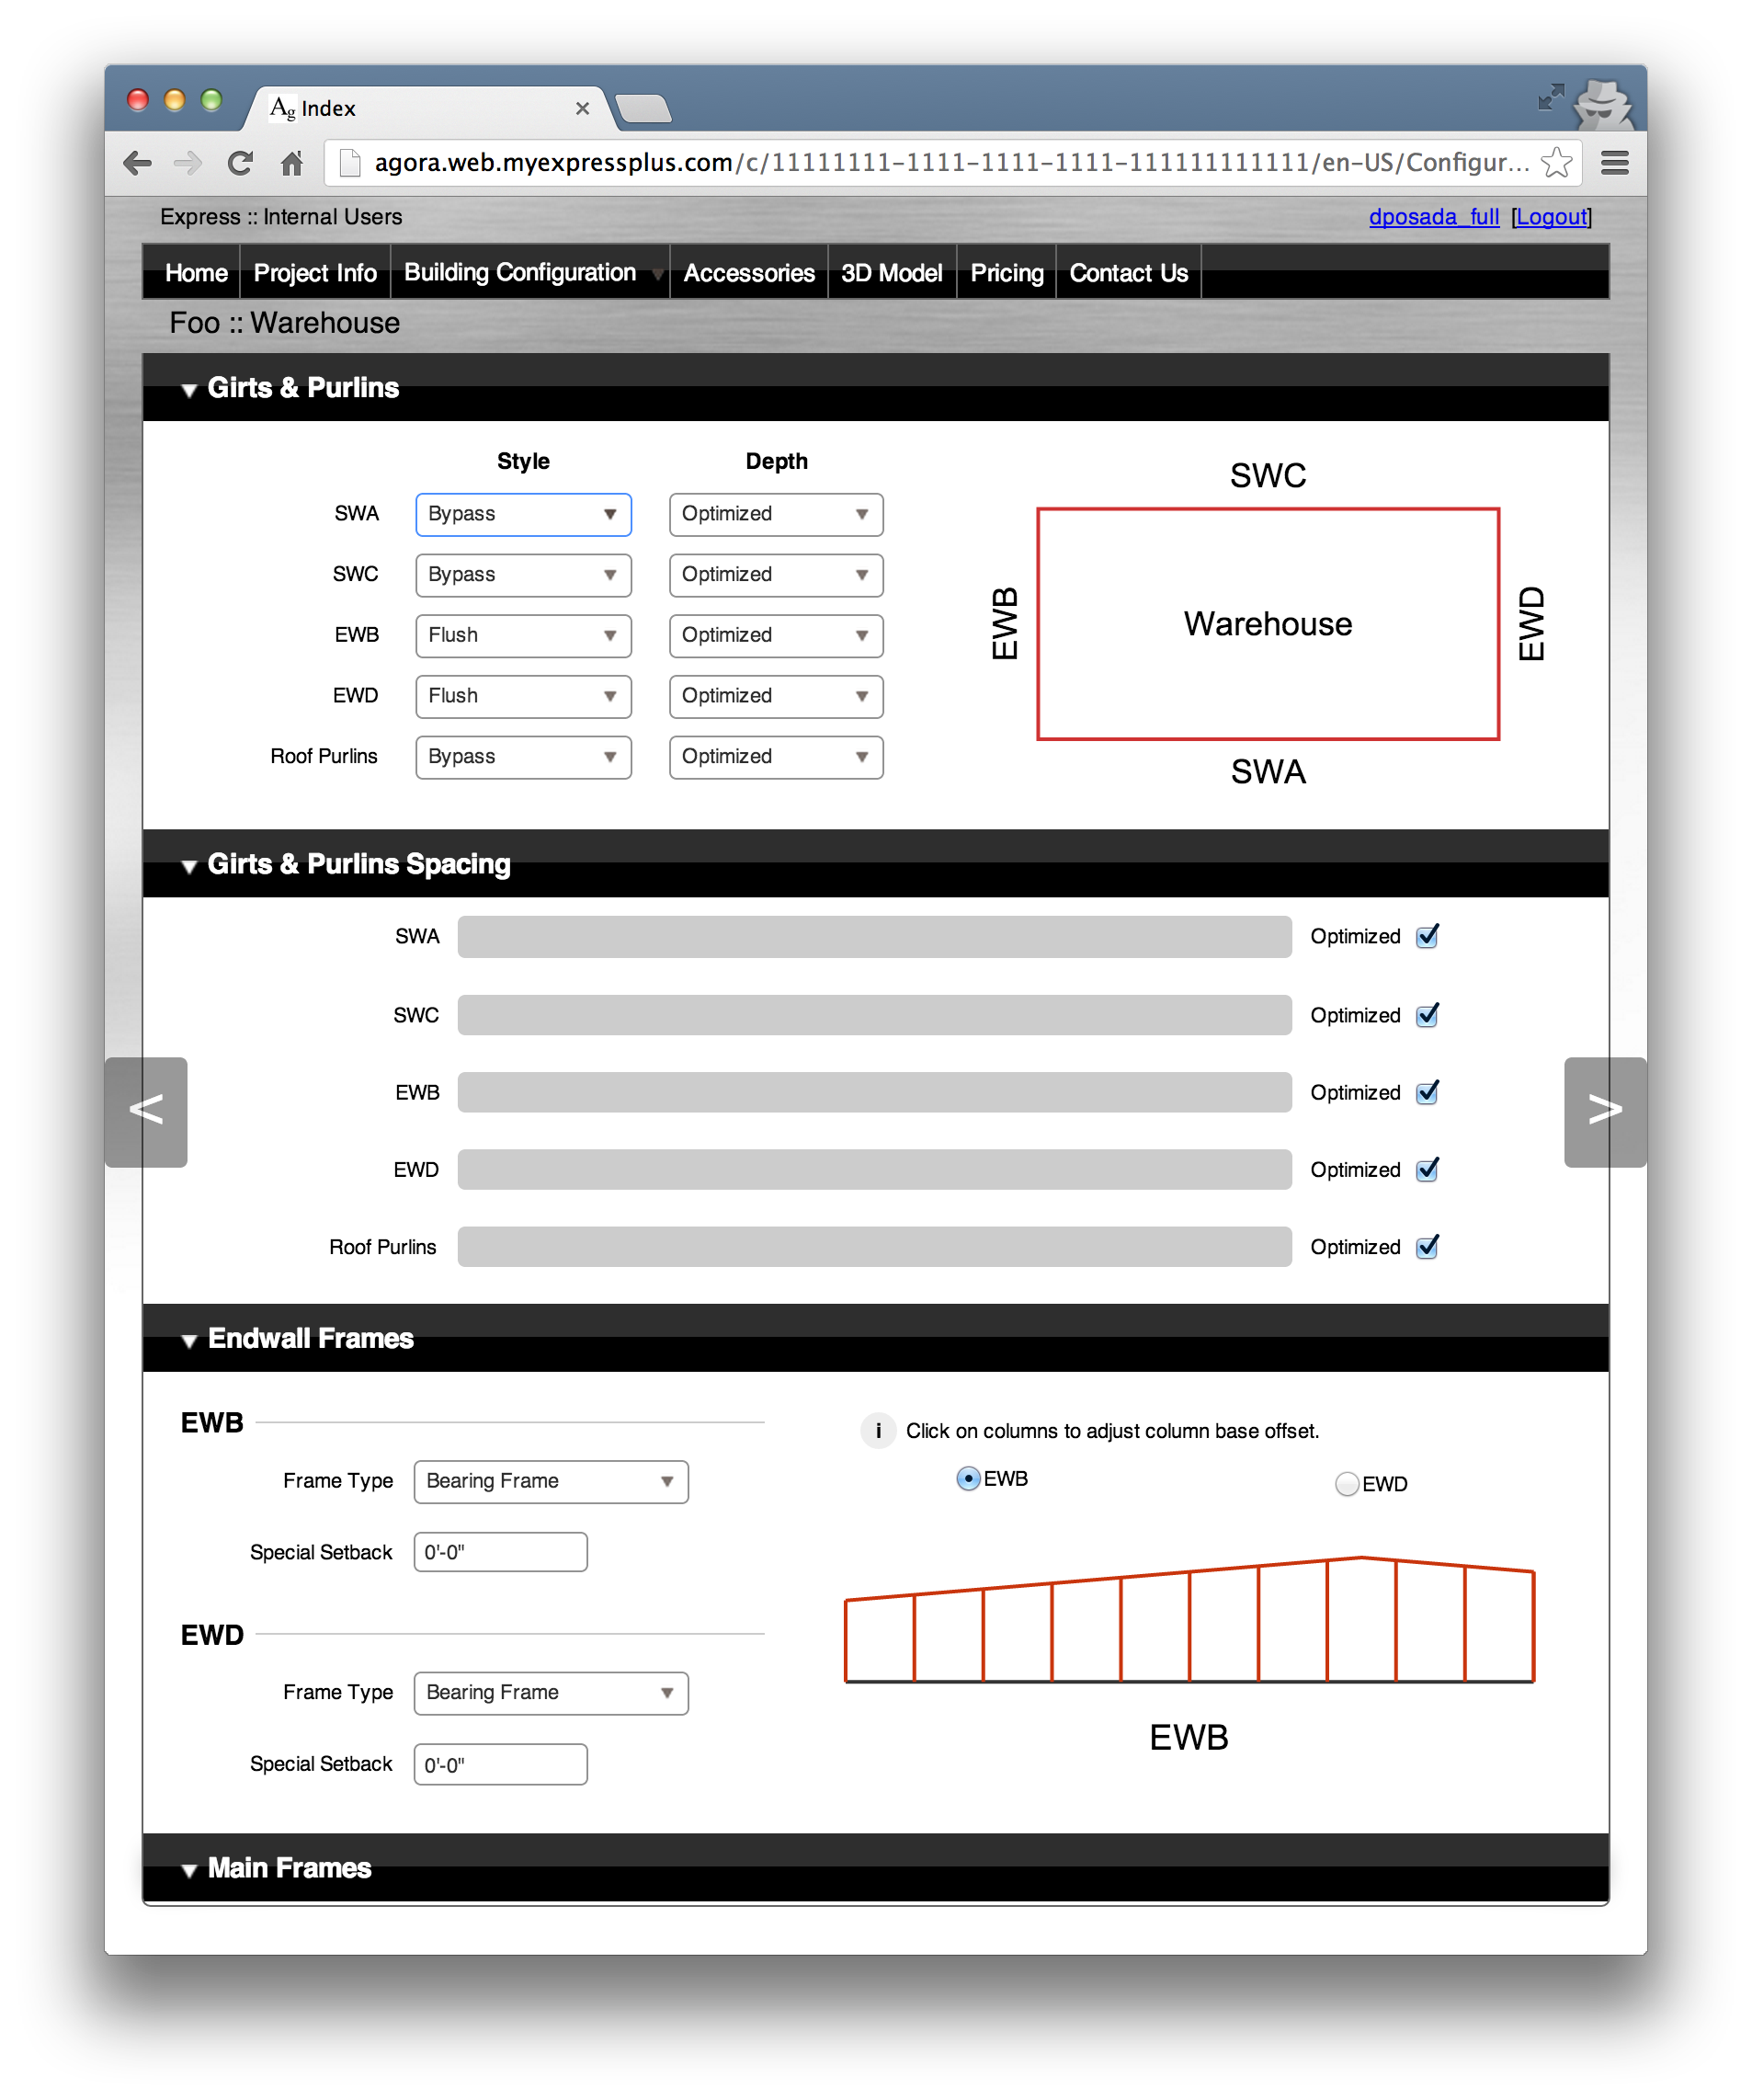 Ag Index ×
agora.web.myexpressplus.com/c/11111111-1111-1111-1111-111111111111/en-US/Configur...
Express :: Internal Users dposada_full [Logout]
Home Project Info Building Configuration Accessories 3D Model Pricing Contact Us
Foo :: Warehouse
Girts & Purlins
Style Depth
SWA Bypass Optimized
SWC Bypass Optimized
EWB Flush Optimized
EWD Flush Optimized
Roof Purlins Bypass Optimized
SWC
EWB Warehouse EWD
SWA
Girts & Purlins Spacing
SWA Optimized
SWC Optimized
EWB Optimized
EWD Optimized
Roof Purlins Optimized
< >
Endwall Frames
EWB
Frame Type Bearing Frame
Special Setback 0'-0"
EWD
Frame Type Bearing Frame
Special Setback 0'-0"
i Click on columns to adjust column base offset.
EWB EWD
EWB
Main Frames